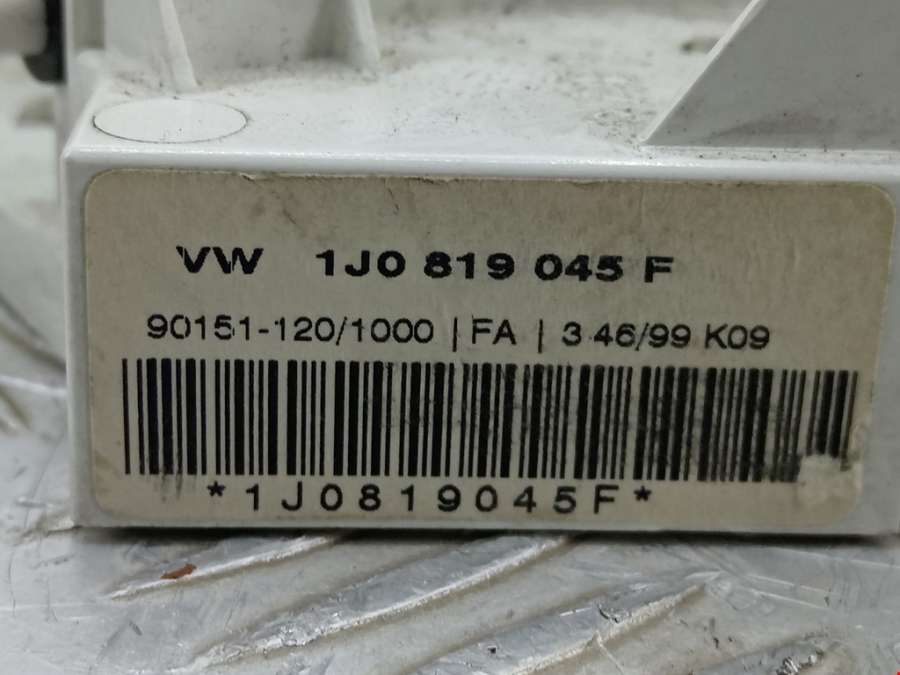 VW 1J0 819 045 F
90151-120/1000 | FA | 3 46/99 K09
*1J0819045F*